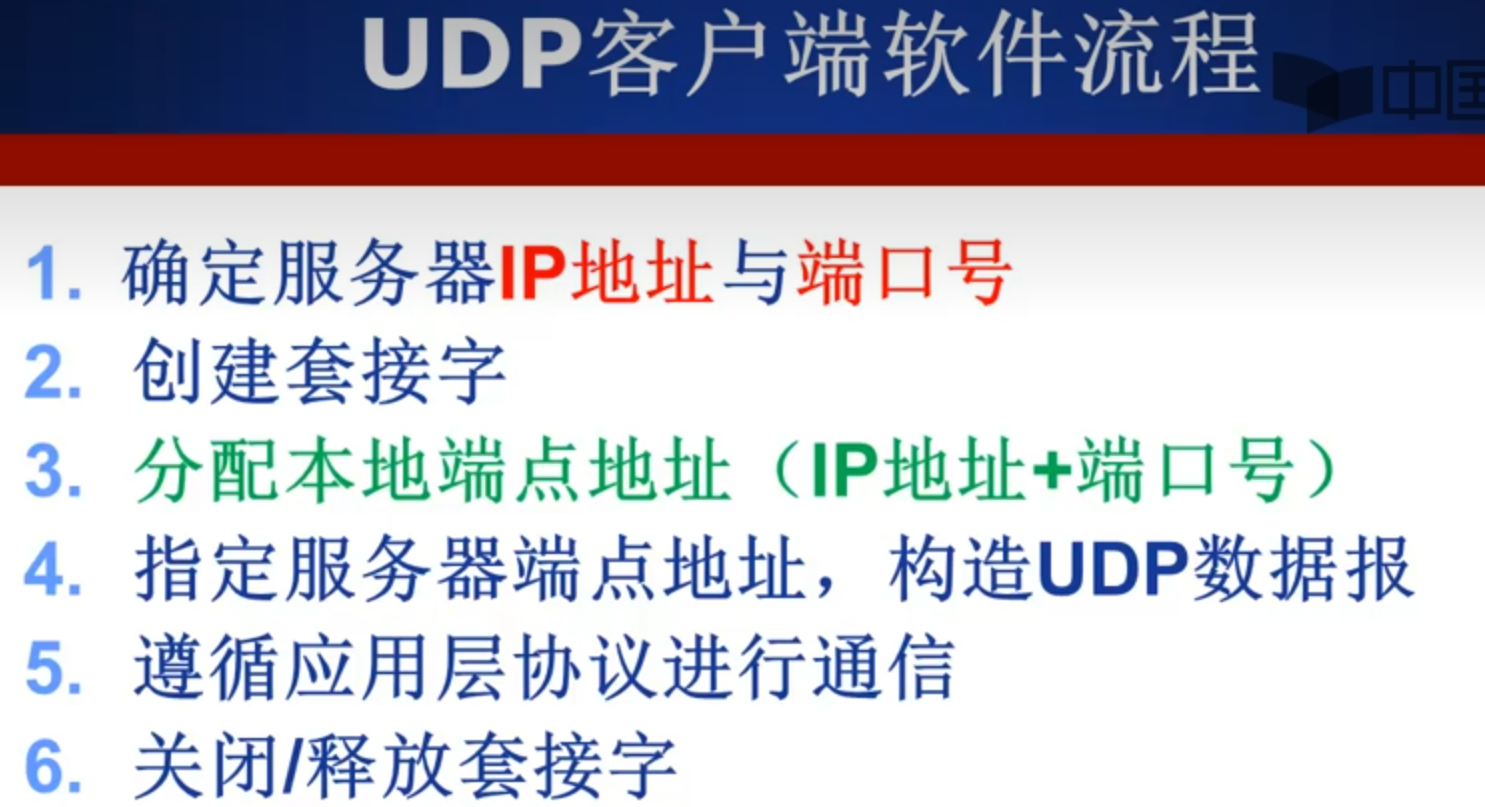 UDP客户端软件流程
中国
1. 确定服务器IP地址与端口号
2. 创建套接字
3. 分配本地端点地址（IP地址+端口号）
4. 指定服务器端点地址，构造UDP数据报
5. 遵循应用层协议进行通信
6. 关闭/释放套接字